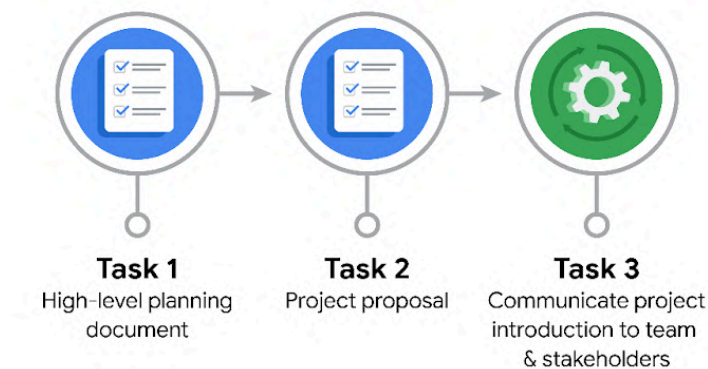 Task 1
High-level planning
document
Task 2
Project proposal
Task 3
Communicate project
introduction to team
& stakeholders